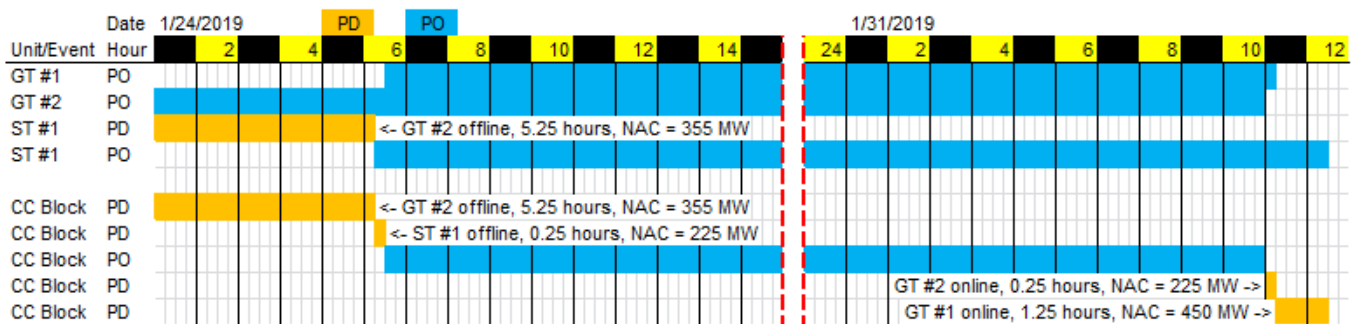 Date 1/24/2019 PD PO 1/31/2019
Unit/Event Hour 2 4 6 8 10 12 14 24 2 4 6 8 10 12
GT #1 PO
GT #2 PO
ST #1 PD <- GT #2 offline, 5.25 hours, NAC = 355 MW
ST #1 PO
CC Block PD <- GT #2 offline, 5.25 hours, NAC = 355 MW
CC Block PD <- ST #1 offline, 0.25 hours, NAC = 225 MW
CC Block PO
CC Block PD GT #2 online, 0.25 hours, NAC = 225 MW ->
CC Block PD GT #1 online, 1.25 hours, NAC = 450 MW ->